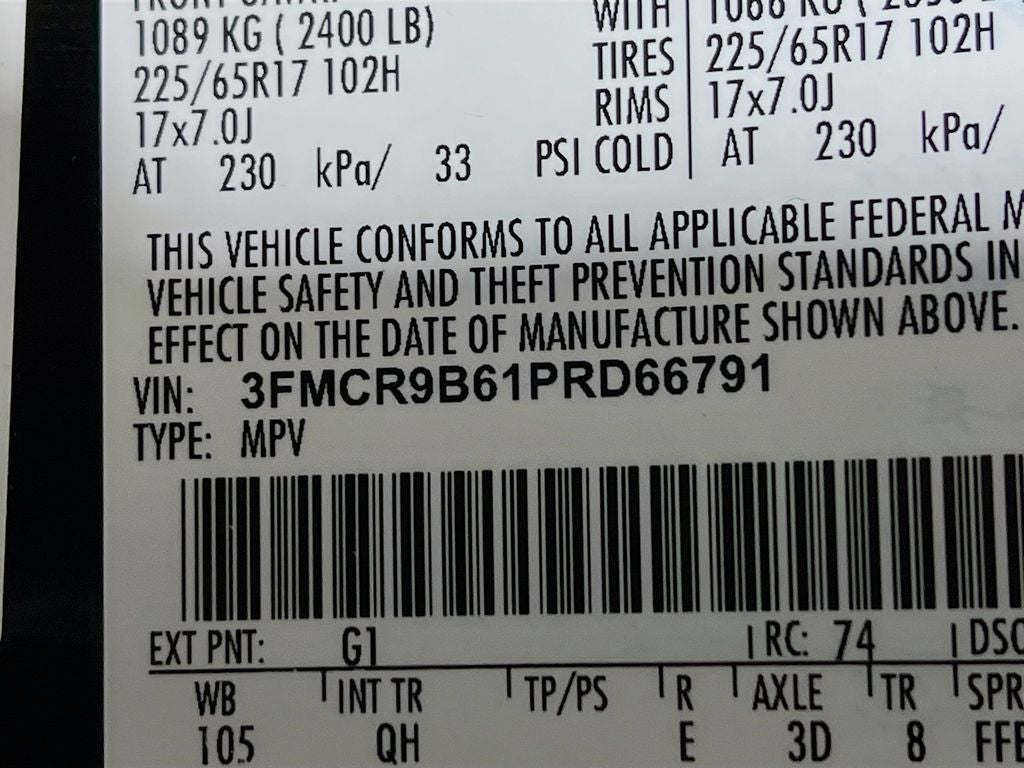 1089 KG ( 2400 LB)
225/65R17 102H
17x7.0J
AT 230 kPa/ 33 PSI COLD
WITH
TIRES
RIMS
225/65R17 102H
17x7.0J
AT 230 kPa/
THIS VEHICLE CONFORMS TO ALL APPLICABLE FEDERAL M
VEHICLE SAFETY AND THEFT PREVENTION STANDARDS IN
EFFECT ON THE DATE OF MANUFACTURE SHOWN ABOVE.
VIN: 3FMCR9B61PRD66791
TYPE: MPV
EXT PNT: G1 RC: 74 DSO
WB INT TR TP/PS R AXLE TR SPR
105 QH E 3D 8